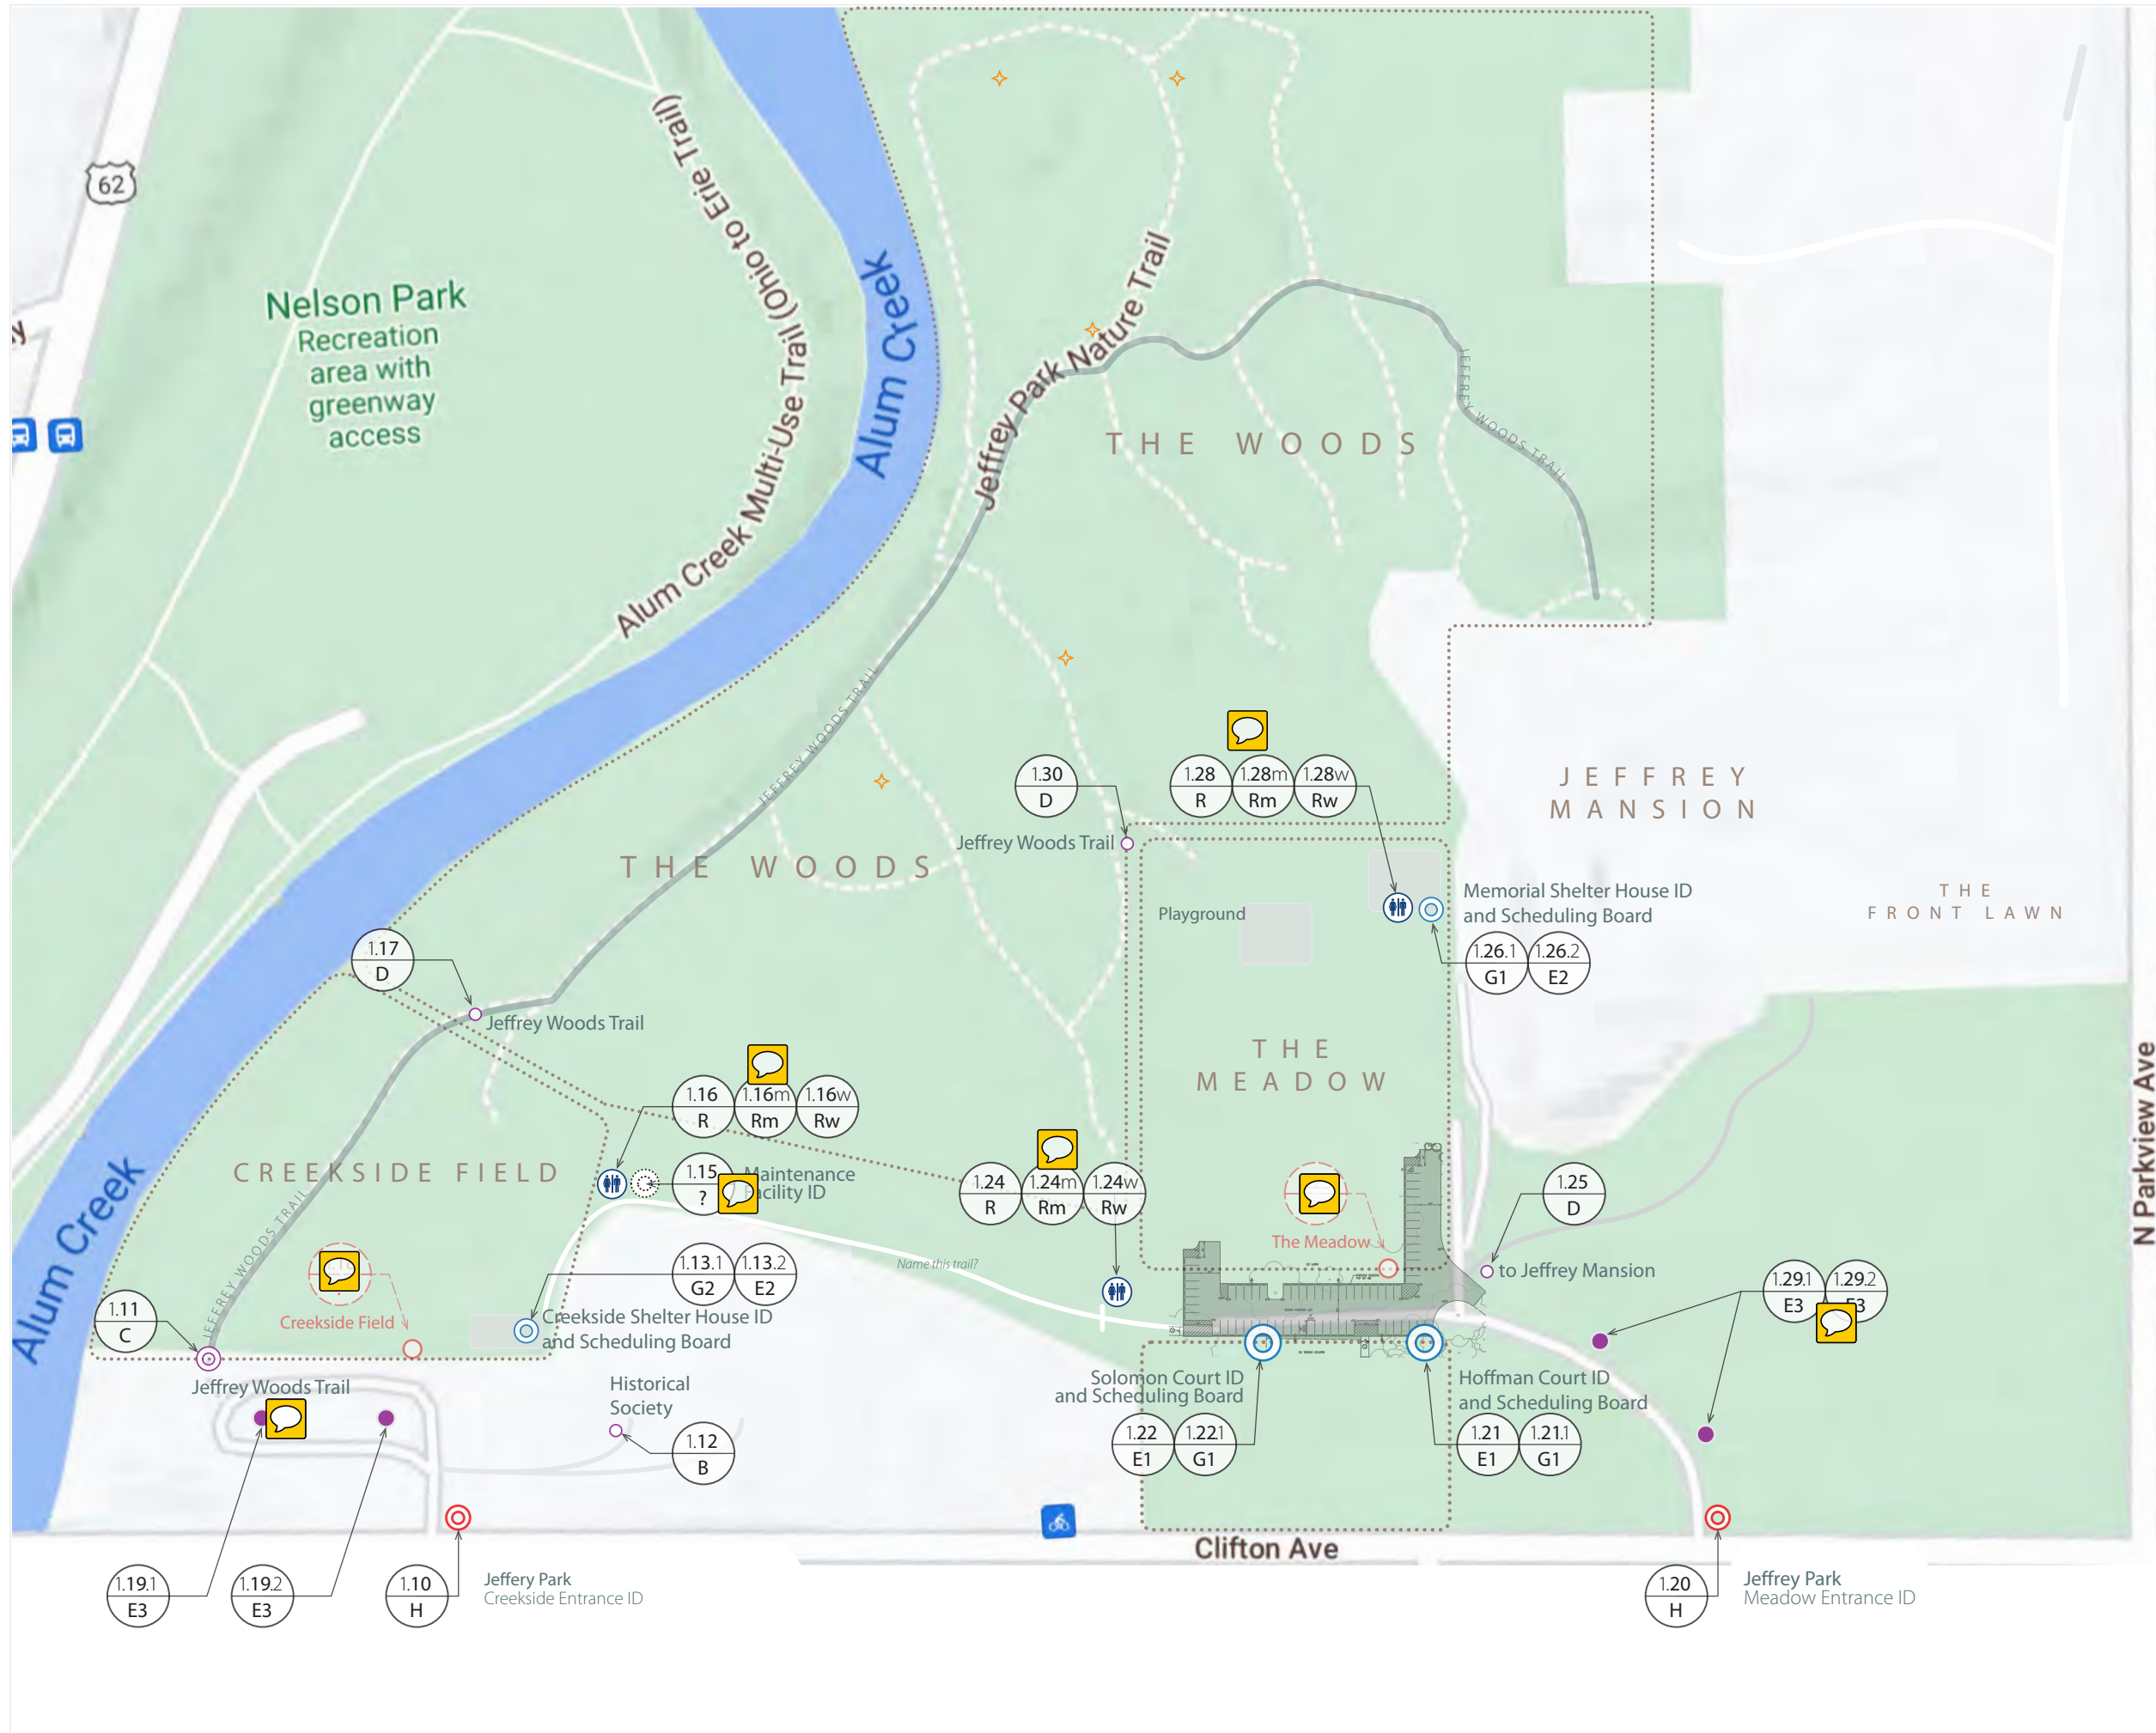 62
Nelson Park
Recreation
area with
greenway
access
Alum Creek Multi-Use Trail (Ohio to Erie Trail)
Alum Creek
Jeffrey Park Nature Trail
THE WOODS
JEFFREY WOODS TRAIL
JEFFREY WOODS TRAIL
1.30
D
1.28
R
1.28m
Rm
1.28w
Rw
Jeffrey Woods Trail
JEFFREY
MANSION
THE WOODS
Playground
Memorial Shelter House ID
and Scheduling Board
1.26.1
G1
1.26.2
E2
THE
FRONT LAWN
1.17
D
Jeffrey Woods Trail
THE
MEADOW
1.16
R
1.16m
Rm
1.16w
Rw
CREEKSIDE FIELD
1.15
?
Maintenance
Facility ID
1.24
R
1.24m
Rm
1.24w
Rw
The Meadow
1.25
D
to Jeffrey Mansion
N Parkview Ave
Alum Creek
JEFFREY WOODS TRAIL
Name this trail?
1.13.1
G2
1.13.2
E2
1.29.1
E3
1.29.2
E3
1.11
C
Creekside Field
Creekside Shelter House ID
and Scheduling Board
Jeffrey Woods Trail
Historical
Society
1.12
B
Solomon Court ID
and Scheduling Board
1.22
E1
1.22.1
G1
Hoffman Court ID
and Scheduling Board
1.21
E1
1.21.1
G1
Clifton Ave
1.19.1
E3
1.19.2
E3
1.10
H
Jeffery Park
Creekside Entrance ID
1.20
H
Jeffrey Park
Meadow Entrance ID